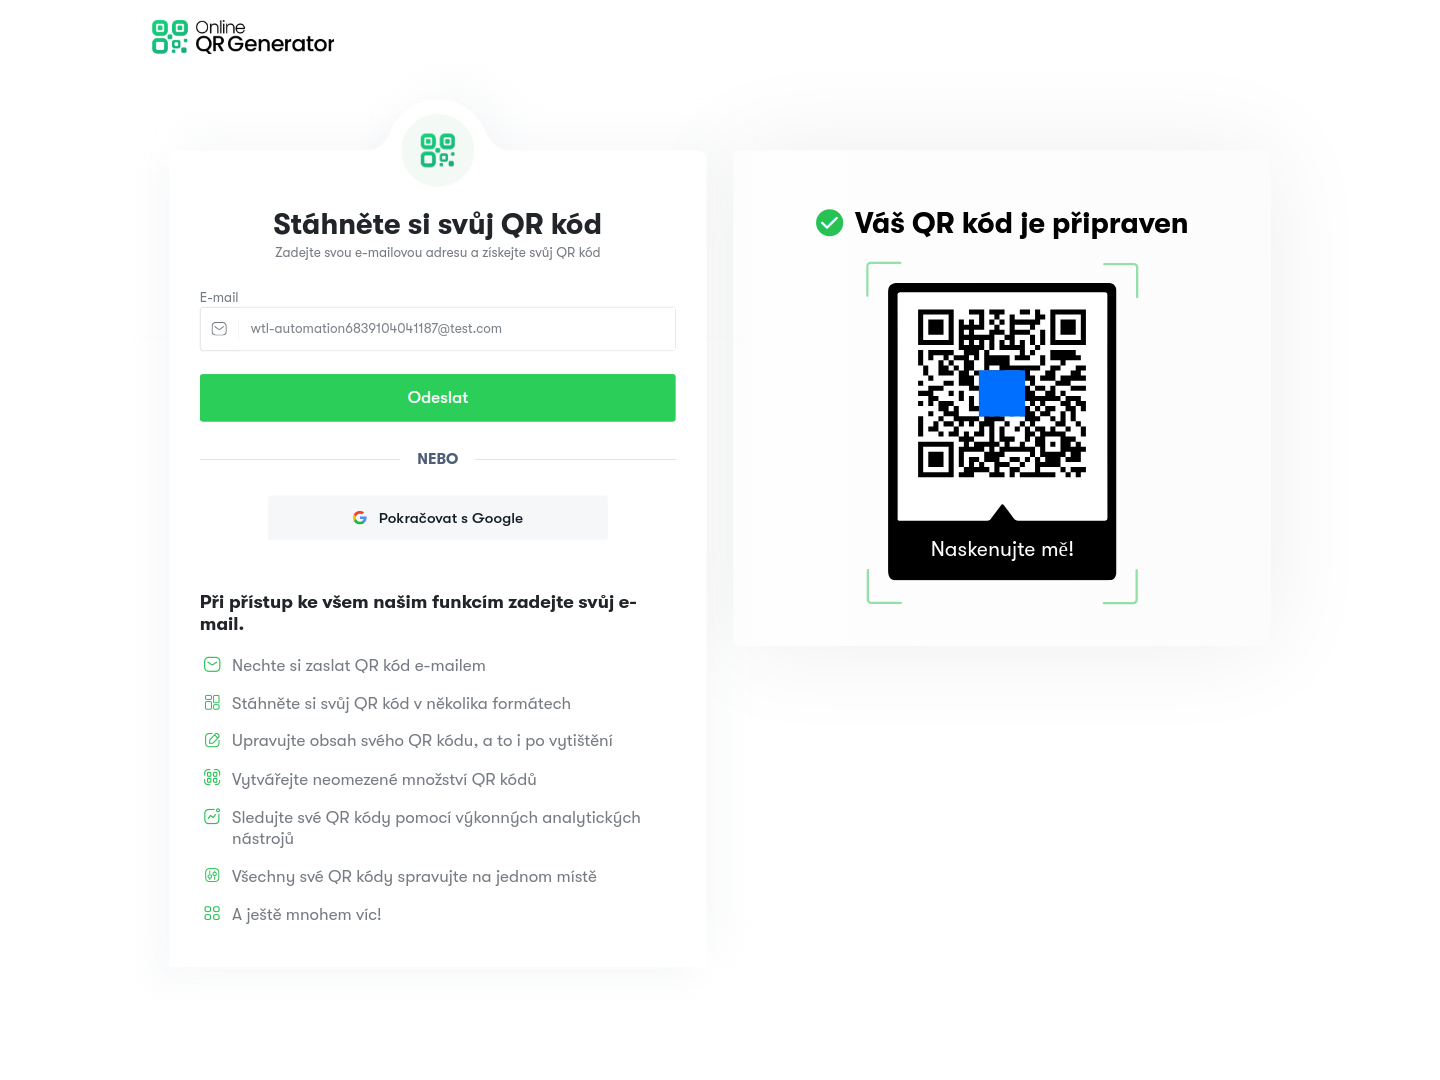 Online
QR Generator
Stáhněte si svůj QR kód
Zadejte svou e-mailovou adresu a získejte svůj QR kód
E-mail
wtl-automation6839104041187@test.com
Odeslat
NEBO
Pokračovat s Google
Při přístup ke všem našim funkcím zadejte svůj e-
mail.
Nechte si zaslat QR kód e-mailem
Stáhněte si svůj QR kód v několika formátech
Upravujte obsah svého QR kódu, a to i po vytištění
Vytvářejte neomezené množství QR kódů
Sledujte své QR kódy pomocí výkonných analytických
nástrojů
Všechny své QR kódy spravujte na jednom místě
A ještě mnohem víc!
Váš QR kód je připraven
Naskenujte mě!